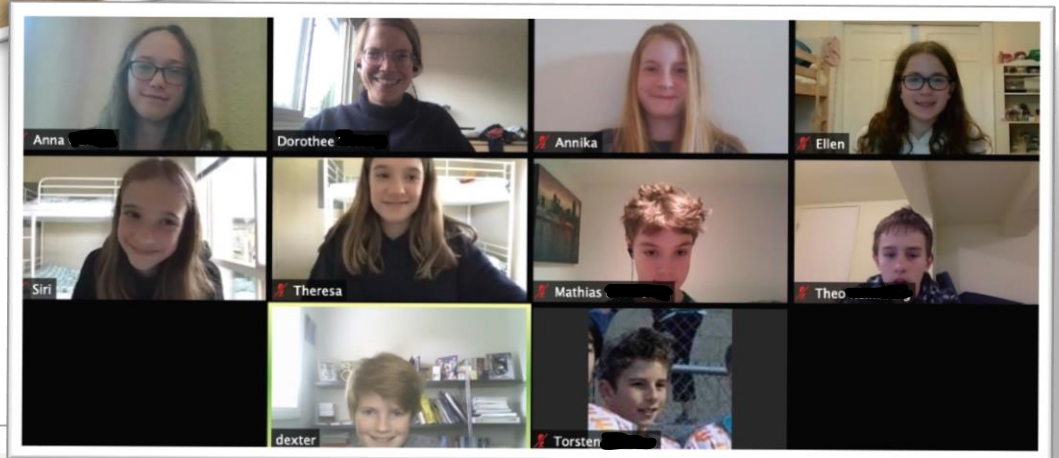 Anna
Dorothee
Annika
Ellen
Siri
Theresa
Mathias
Theo
dexter
Torsten